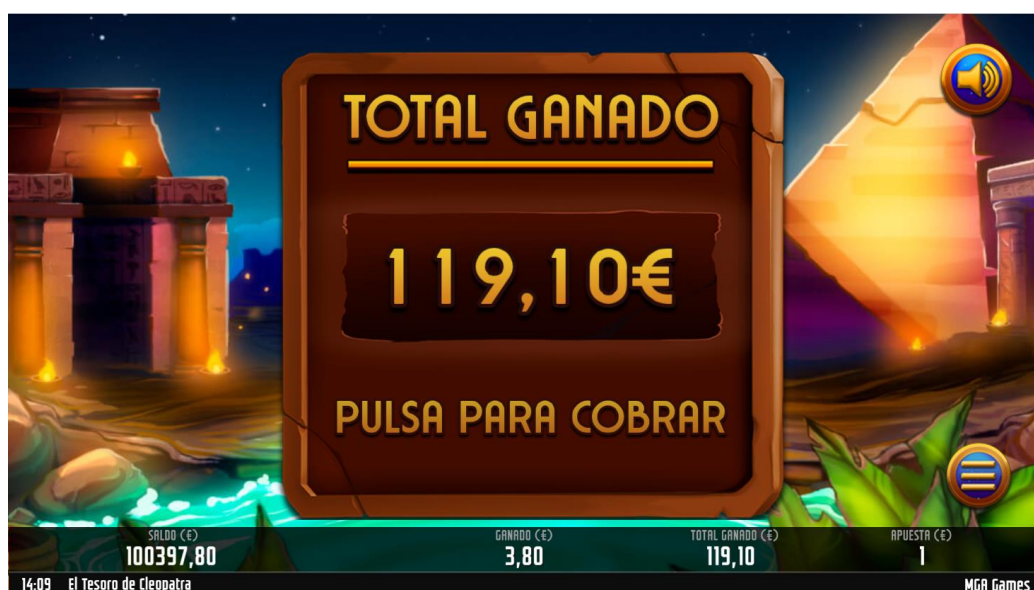 TOTAL GANADO
119,10€
PULSA PARA COBRAR
SALDO (€) GANADO (€) TOTAL GANADO (€) APUESTA (€)
100397,80 3,80 119,10 1
14:09 El Tesoro de Cleopatra MGA Games